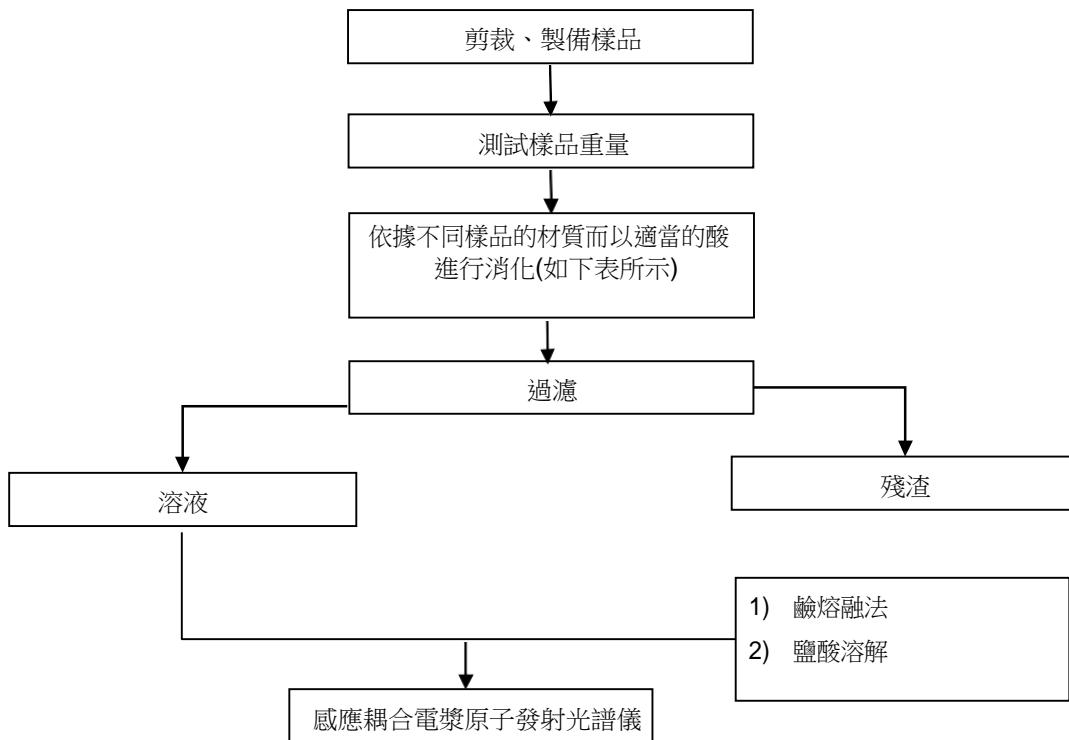 剪裁、製備樣品
測試樣品重量
依據不同樣品的材質而以適當的酸
進行消化(如下表所示)
過濾
溶液
殘渣
1) 鹼熔融法
2) 鹽酸溶解
感應耦合電漿原子發射光譜儀